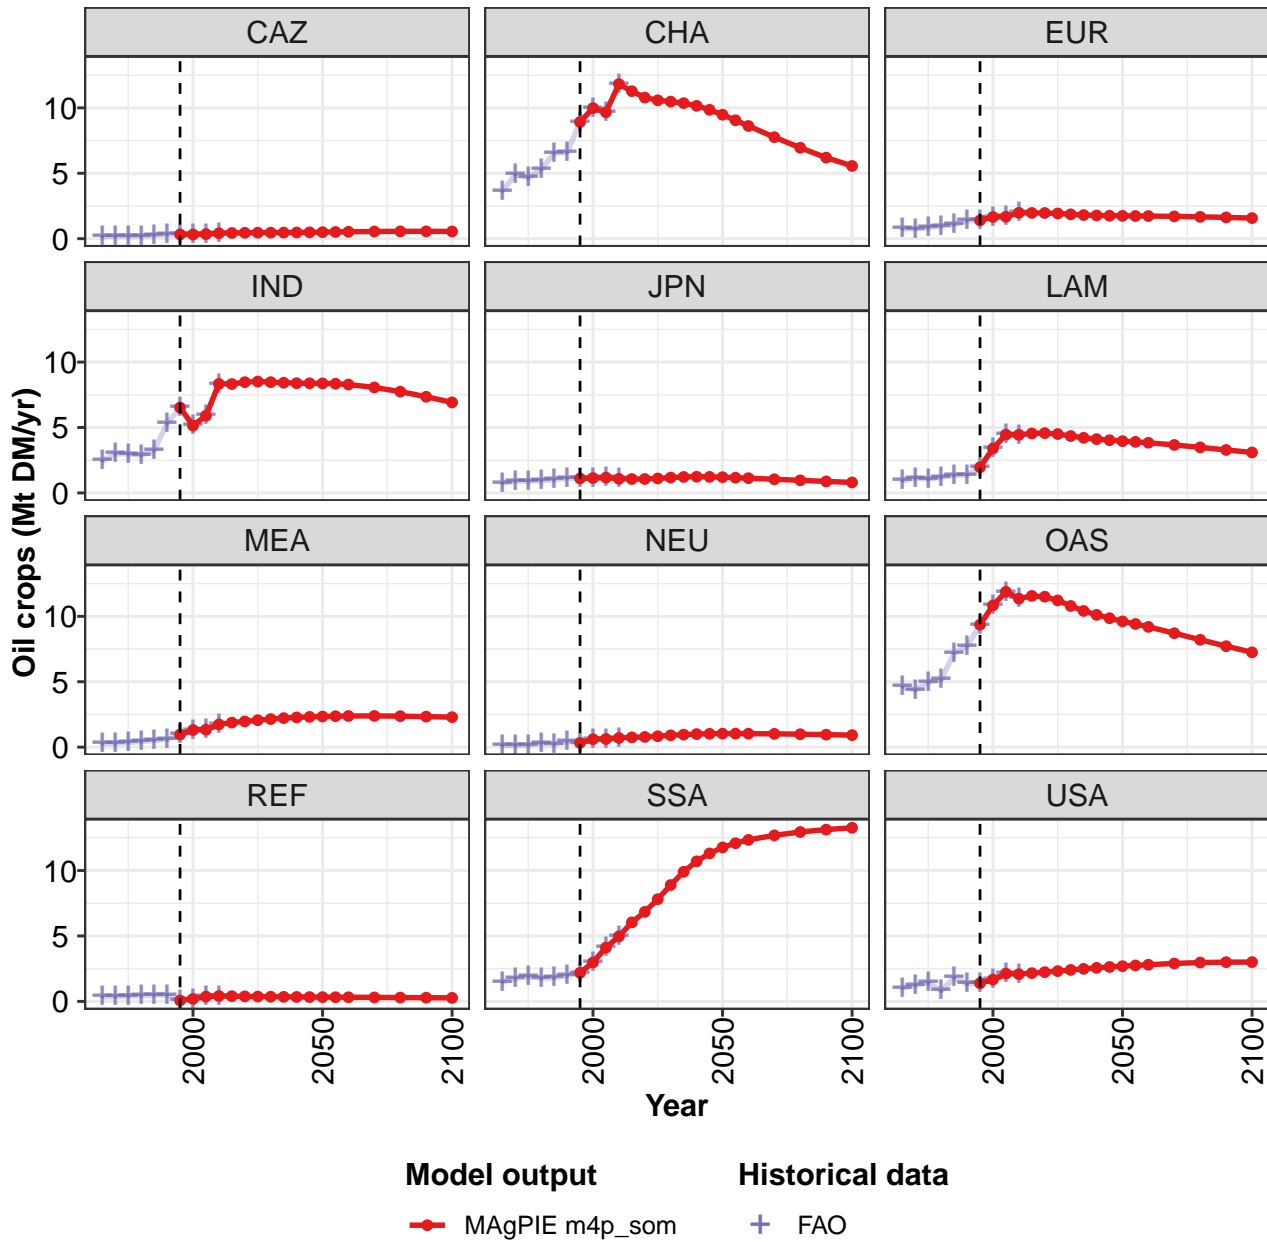 CAZ CHA EUR
10
5
0
IND JPN LAM
10
5
0
MEA NEU OAS
10
5
0
REF SSA USA
10
5
0
Oil crops (Mt DM/yr)
2000 2050 2100 2000 2050 2100 2000 2050 2100
Year
Model output Historical data
MAgPIE m4p_som FAO